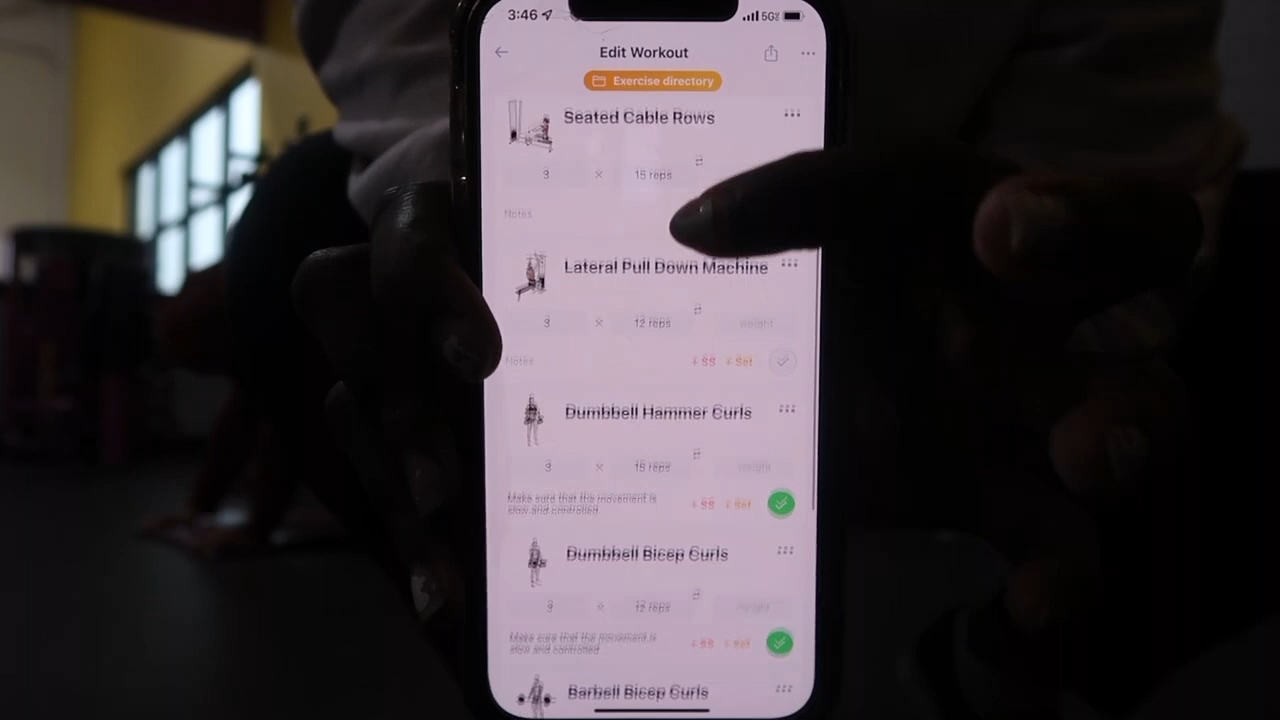 3:46
5G
Edit Workout
Exercise directory
Seated Cable Rows
3 × 15 reps
Notes
Lateral Pull Down Machine
3 × 12 reps weight
Notes + SS + Set
Dumbbell Hammer Curls
3 × 15 reps weight
Make sure that the movement is
slow and controlled. + SS + Set
Dumbbell Bicep Curls
3 × 12 reps weight
Make sure that the movement is
slow and controlled. + SS + Set
Barbell Bicep Curls